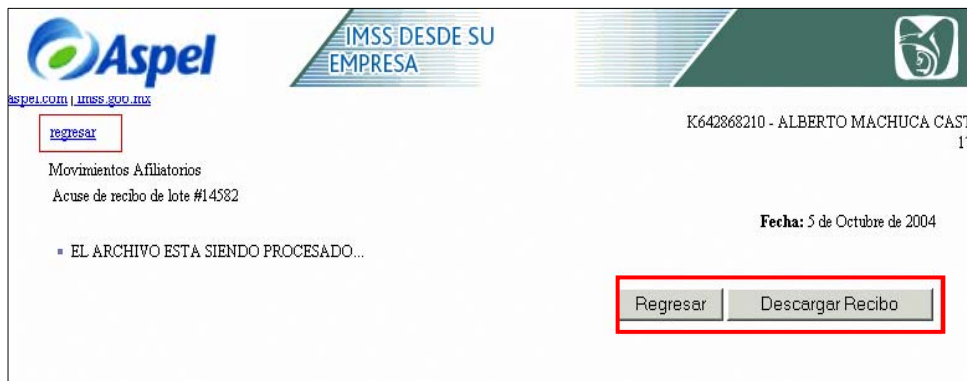 Aspel
IMSS DESDE SU
EMPRESA
aspel.com | imss.gob.mx
regresar
K642868210 - ALBERTO MACHUCA CAST
1
Movimientos Afiliatorios
Acuse de recibo de lote #14582
Fecha: 5 de Octubre de 2004
EL ARCHIVO ESTA SIENDO PROCESADO...
Regresar
Descargar Recibo